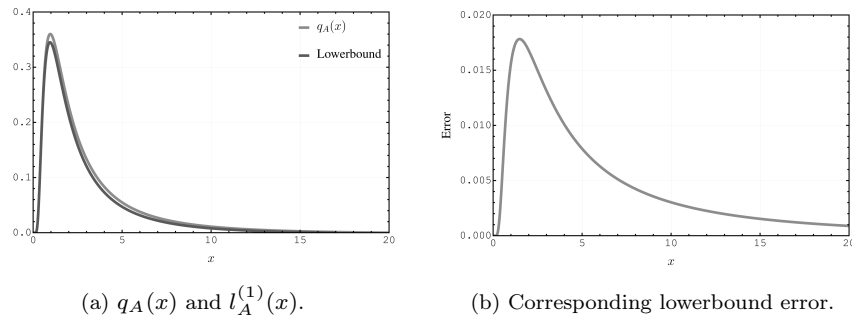 0.4
0.3
0.2
0.1
0.0
0
5
10
15
20
x
q_A(x)
Lowerbound
0.020
0.015
0.010
0.005
0.000
Error
0
5
10
15
20
x
(a) q_A(x) and l_A^{(1)}(x).
(b) Corresponding lowerbound error.